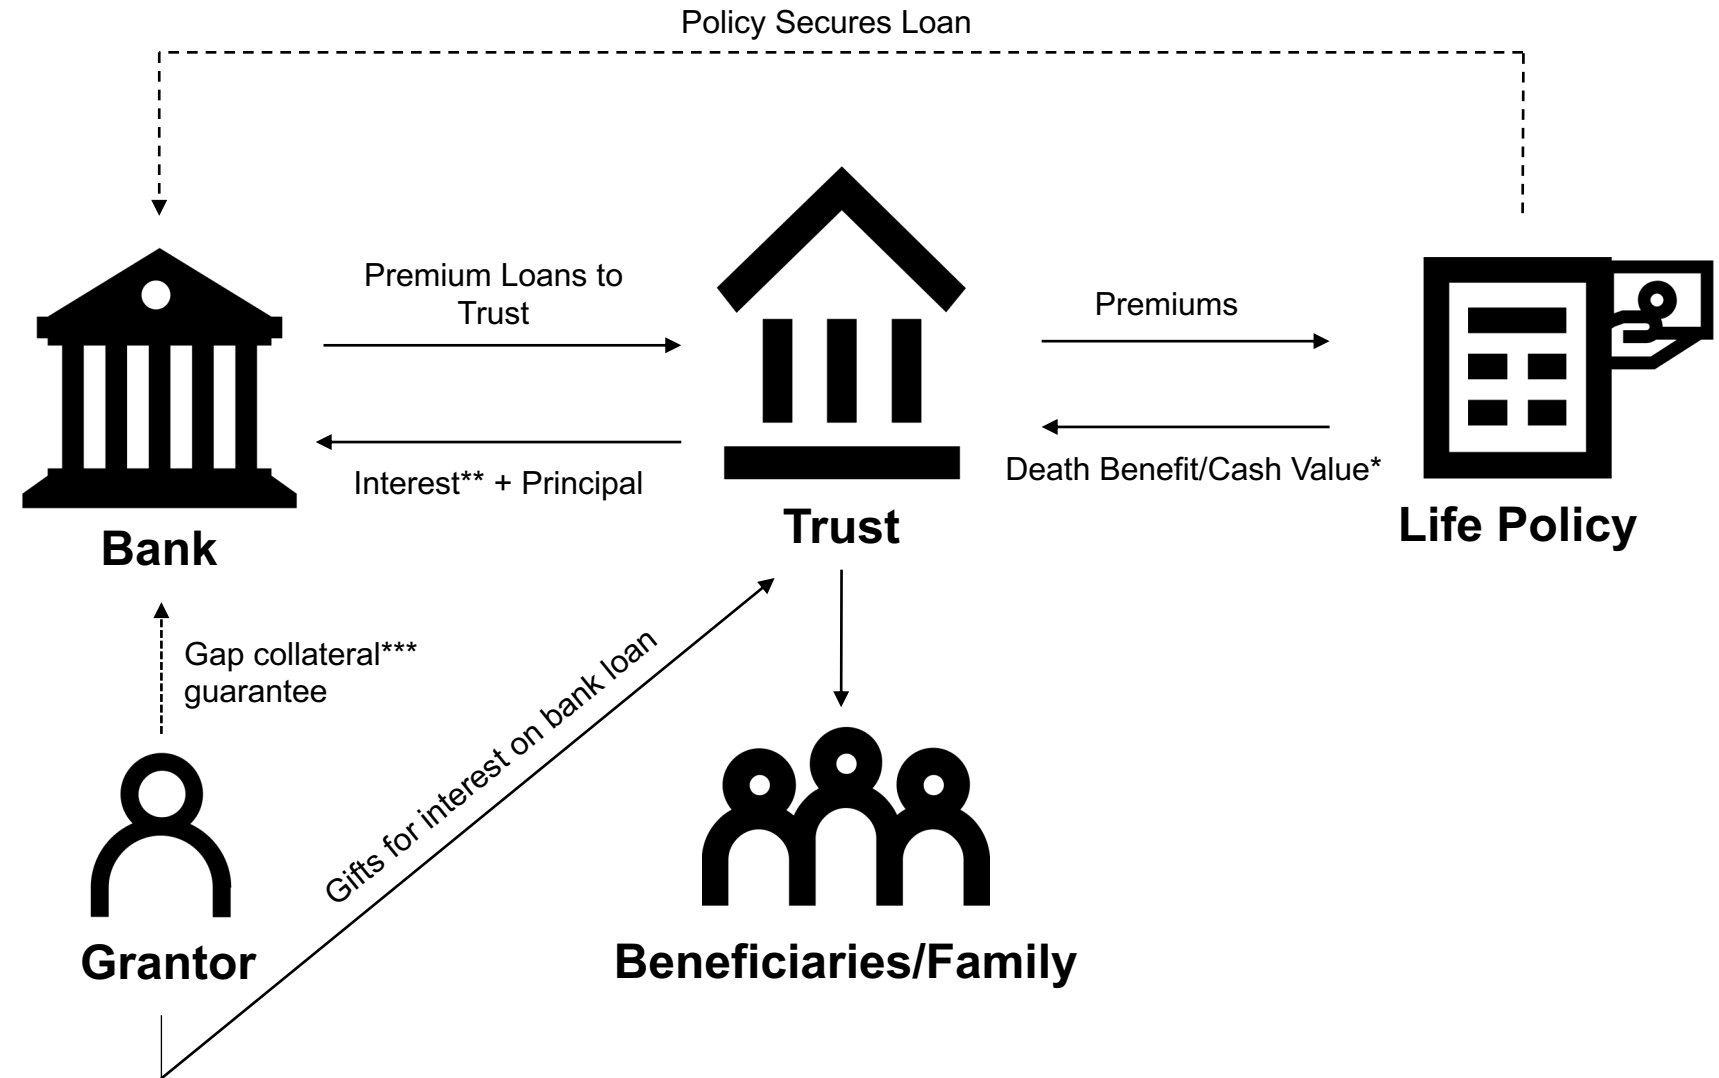 Policy Secures Loan
Premium Loans to
Trust
Premiums
Interest** + Principal
Death Benefit/Cash Value*
Bank
Trust
Life Policy
Gap collateral***
guarantee
Gifts for interest on bank loan
Grantor
Beneficiaries/Family